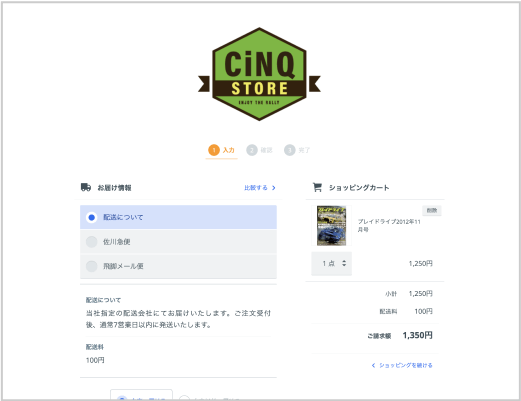 CiNQ
STORE
ENJOY THE RALLY
1 入力
2 確認
3 完了
お届け情報
比較する
配送について
佐川急便
飛脚メール便
配送について
当社指定の配送会社にてお届けいたします。ご注文受付
後、通常7営業日以内に発送いたします。
配送料
100円
ショッピングカート
削除
プレイドライブ2012年11
月号
1 点
1,250円
小計 1,250円
配送料 100円
ご請求額 1,350円
ショッピングを続ける